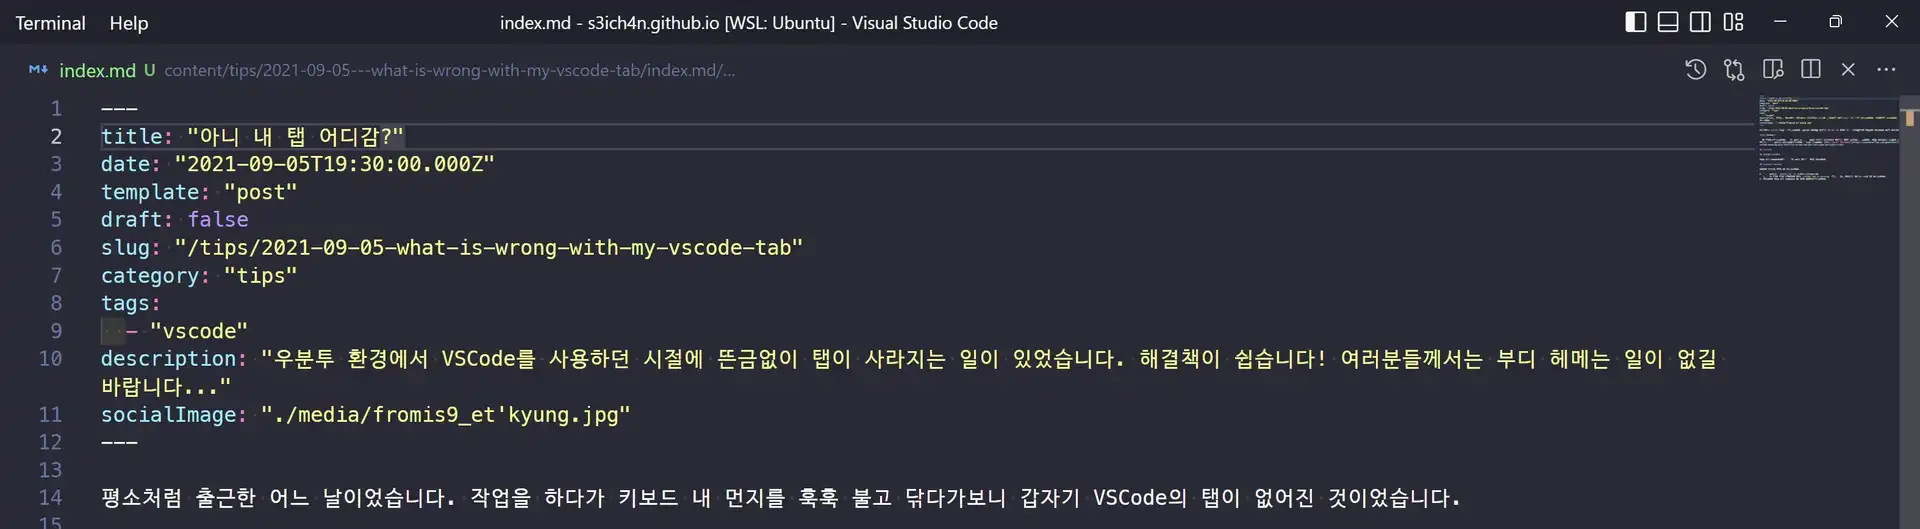 Terminal Help index.md - s3ich4n.github.io [WSL: Ubuntu] - Visual Studio Code
index.md U content/tips/2021-09-05---what-is-wrong-with-my-vscode-tab/index.md/...
1 ---
2 title: "아니 내 탭 어디감?"
3 date: "2021-09-05T19:30:00.000Z"
4 template: "post"
5 draft: false
6 slug: "/tips/2021-09-05-what-is-wrong-with-my-vscode-tab"
7 category: "tips"
8 tags:
9 - "vscode"
10 description: "우분투 환경에서 VSCode를 사용하던 시절에 뜬금없이 탭이 사라지는 일이 있었습니다. 해결책이 쉽습니다! 여러분들께서는 부디 헤메는 일이 없길
바랍니다..."
11 socialImage: "./media/fromis9_et'kyung.jpg"
12 ---
13
14 평소처럼 출근한 어느 날이었습니다. 작업을 하다가 키보드 내 먼지를 훅훅 불고 닦다가보니 갑자기 VSCode의 탭이 없어진 것이었습니다.
15